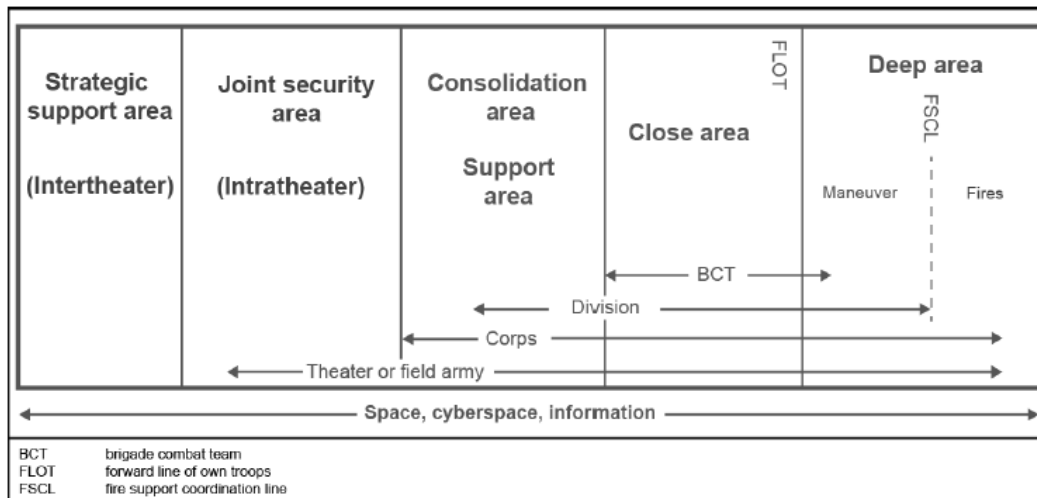 Strategic
support area
(Intertheater)
Joint security
area
(Intratheater)
Consolidation
area
Support
area
Close area
FLOT
Deep area
FSCL
Maneuver
Fires
BCT
Division
Corps
Theater or field army
Space, cyberspace, information
BCT brigade combat team
FLOT forward line of own troops
FSCL fire support coordination line